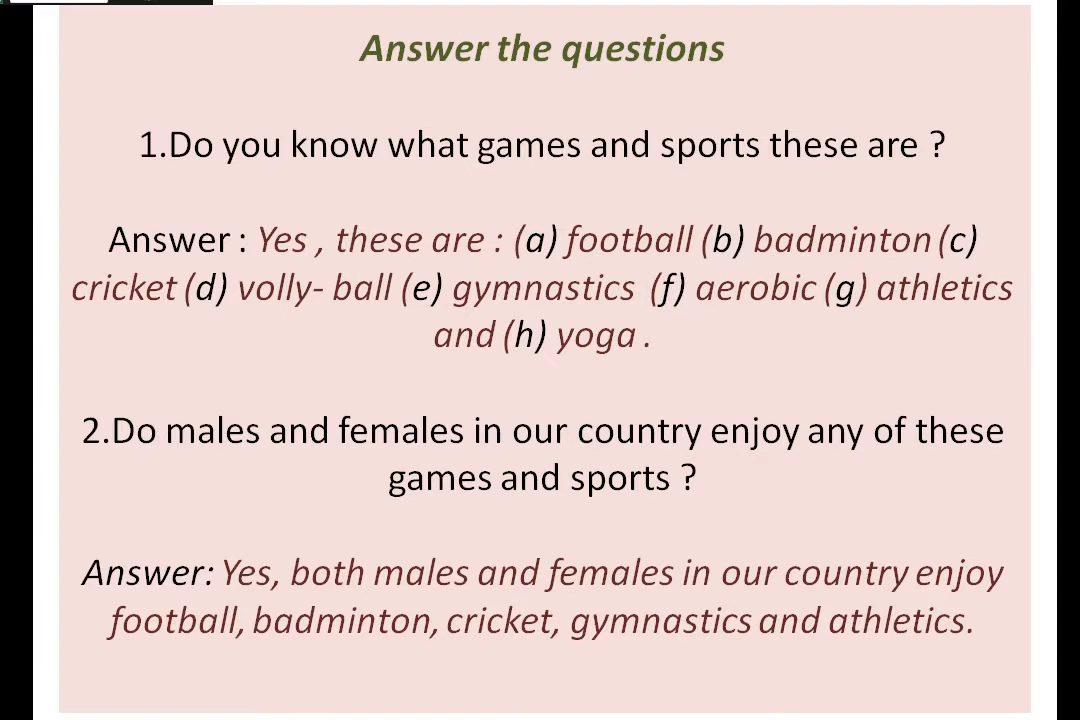 Answer the questions
1.Do you know what games and sports these are ?
Answer : Yes , these are : (a) football (b) badminton (c)
cricket (d) volly- ball (e) gymnastics (f) aerobic (g) athletics
and (h) yoga .
2.Do males and females in our country enjoy any of these
games and sports ?
Answer: Yes, both males and females in our country enjoy
football, badminton, cricket, gymnastics and athletics.